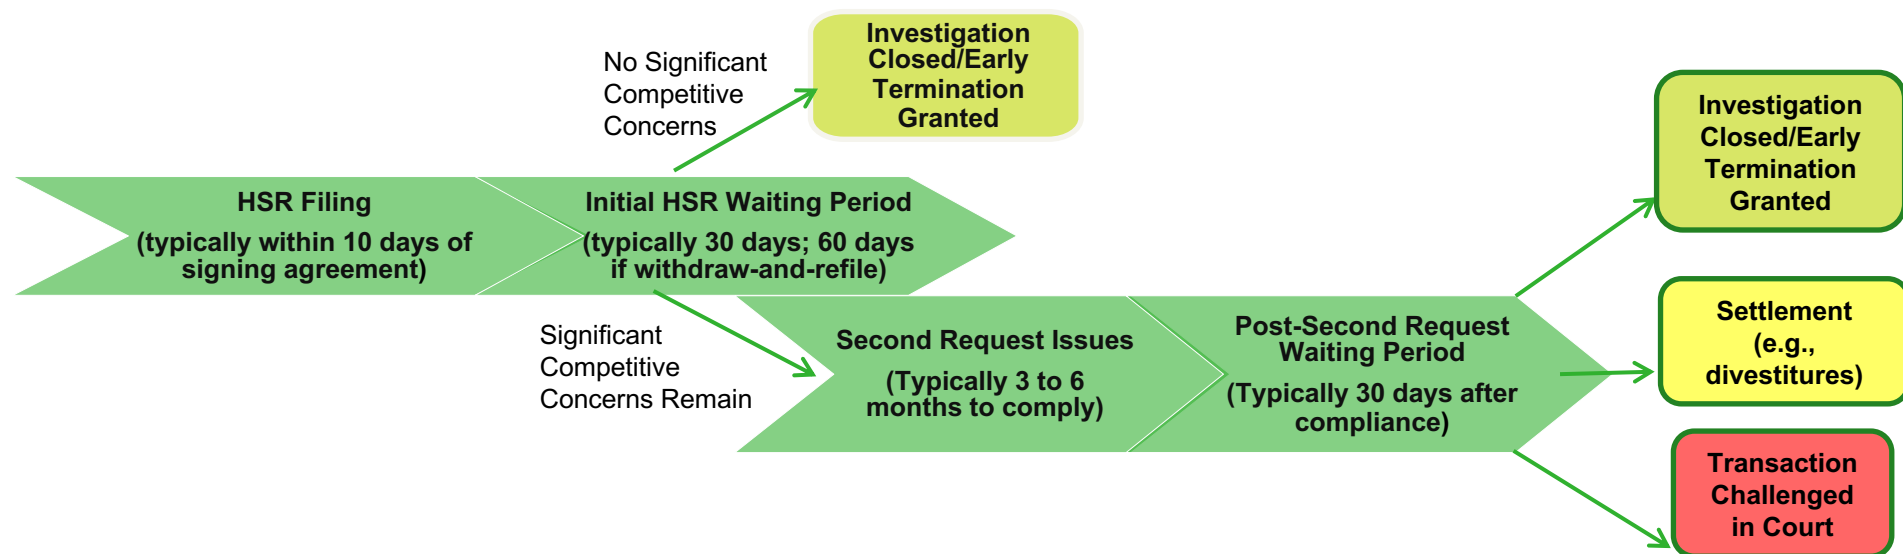 No Significant
Competitive
Concerns
Investigation
Closed/Early
Termination
Granted
HSR Filing
(typically within 10 days of
signing agreement)
Initial HSR Waiting Period
(typically 30 days; 60 days
if withdraw-and-refile)
Significant
Competitive
Concerns Remain
Second Request Issues
(Typically 3 to 6
months to comply)
Post-Second Request
Waiting Period
(Typically 30 days after
compliance)
Investigation
Closed/Early
Termination
Granted
Settlement
(e.g.,
divestitures)
Transaction
Challenged
in Court